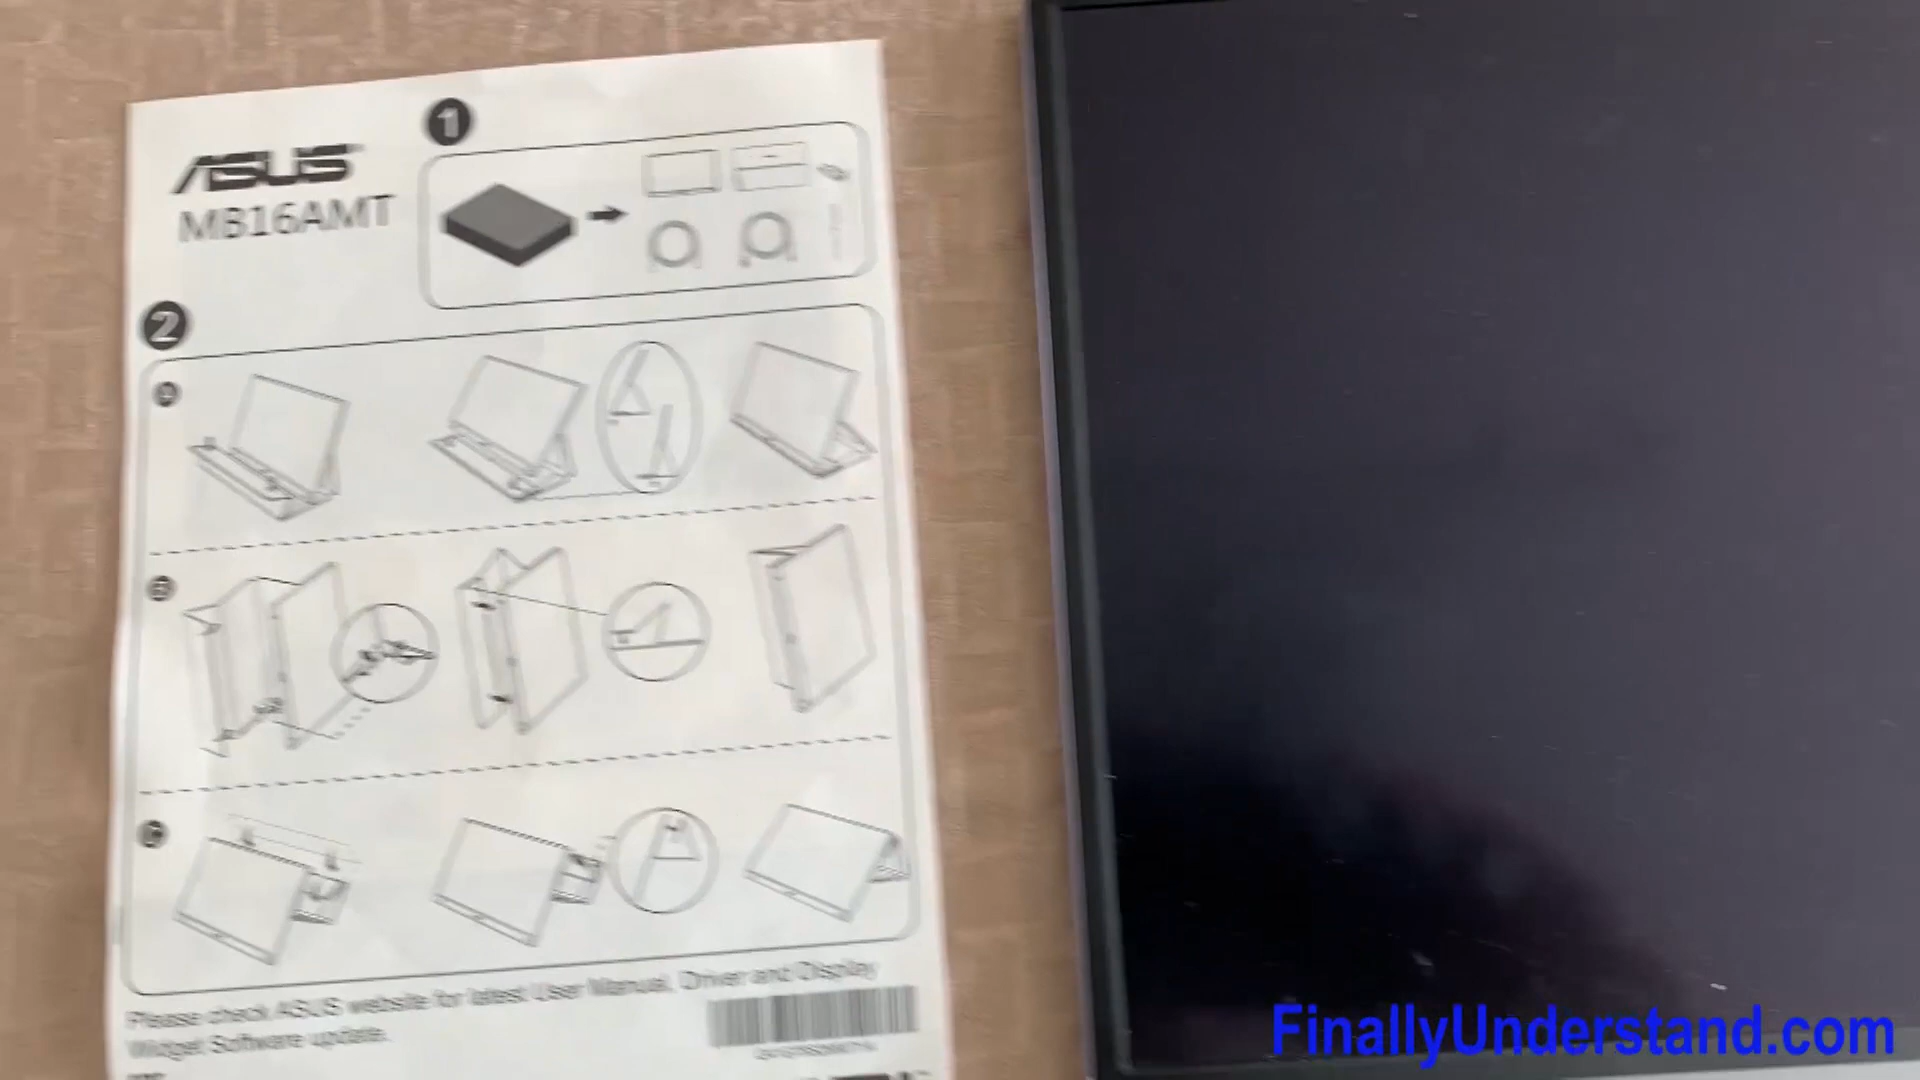 ASUS
MB16AMT
1
2
Please check ASUS website for latest User Manual, Driver and Display
Widget Software update.
FinallyUnderstand.com